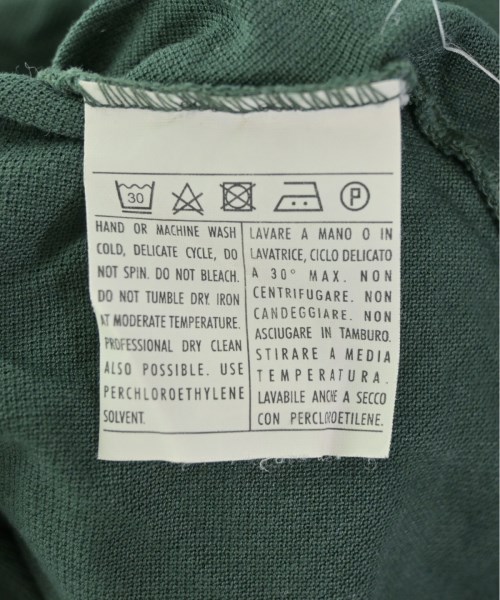 30
P
HAND OR MACHINE WASH
COLD, DELICATE CYCLE, DO
NOT SPIN. DO NOT BLEACH.
DO NOT TUMBLE DRY. IRON
AT MODERATE TEMPERATURE.
PROFESSIONAL DRY CLEAN
ALSO POSSIBLE. USE
PERCHLOROETHYLENE
SOLVENT.
LAVARE A MANO O IN
LAVATRICE, CICLO DELICATO
A 30° MAX. NON
CENTRIFUGARE. NON
CANDEGGIARE. NON
ASCIUGARE IN TAMBURO.
STIRARE A MEDIA
TEMPERATURA.
LAVABILE ANCHE A SECCO
CON PERCLOROETILENE.